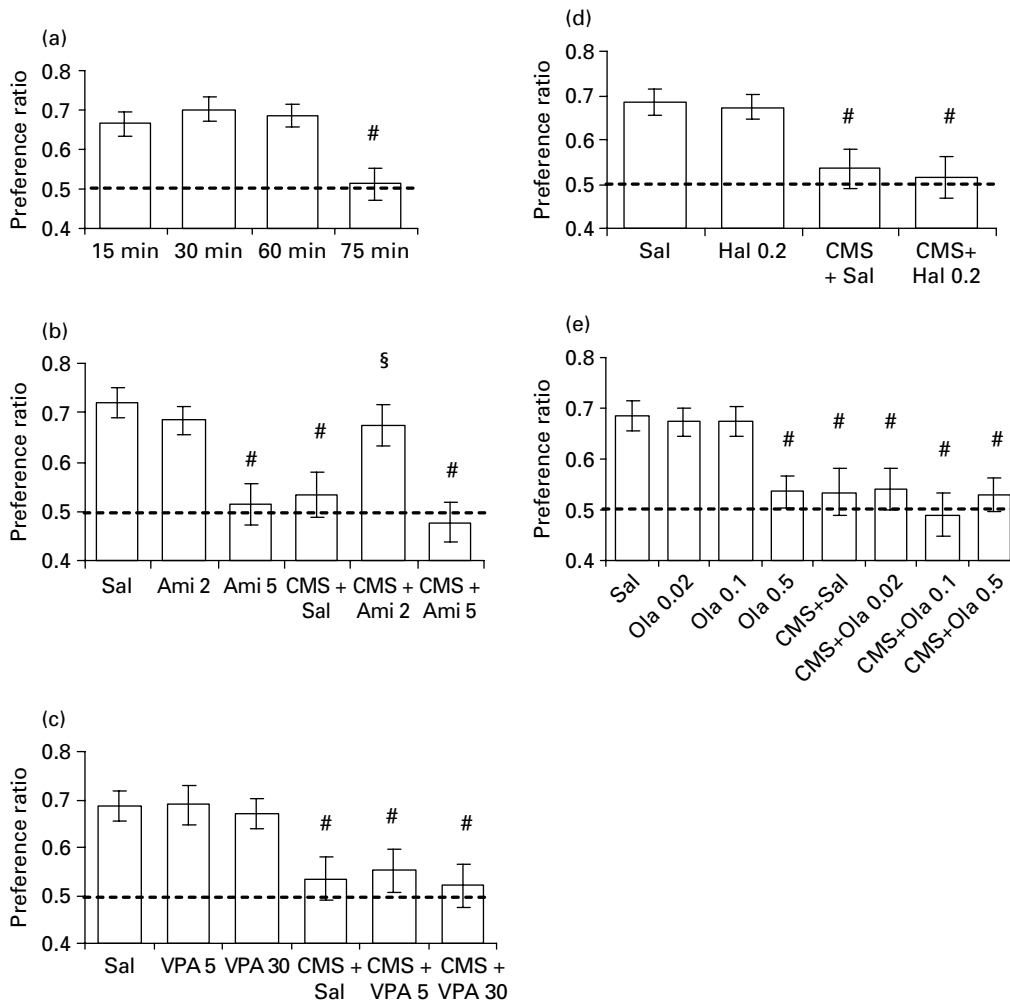 (a)
Preference ratio
0.8
0.7
0.6
0.5
0.4
#
15 min 30 min 60 min 75 min
(b)
Preference ratio
0.8
0.7
0.6
0.5
0.4
# # § #
Sal Ami 2 Ami 5 CMS + CMS + CMS +
Sal Ami 2 Ami 5
(c)
Preference ratio
0.8
0.7
0.6
0.5
0.4
# # #
Sal VPA 5 VPA 30 CMS + CMS + CMS +
Sal VPA 5 VPA 30
(d)
Preference ratio
0.8
0.7
0.6
0.5
0.4
# #
Sal Hal 0.2 CMS CMS+
+ Sal Hal 0.2
(e)
Preference ratio
0.8
0.7
0.6
0.5
0.4
# # # # #
Sal
Ola 0.02
Ola 0.1
Ola 0.5
CMS+Sal
CMS+Ola 0.02
CMS+Ola 0.1
CMS+Ola 0.5